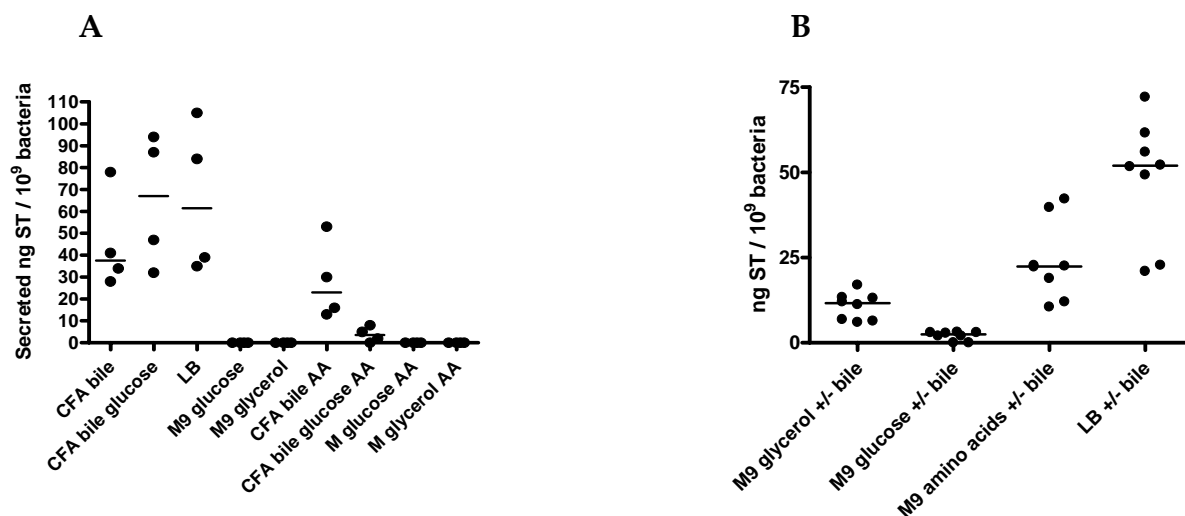 A
Secreted ng ST / 10⁹ bacteria
110
100
90
80
70
60
50
40
30
20
10
0
CFA bile
CFA bile glucose
LB
M9 glucose
M9 glycerol
CFA bile AA
CFA bile glucose AA
M glucose AA
M glycerol AA
B
ng ST / 10⁹ bacteria
75
50
25
0
M9 glycerol +/- bile
M9 glucose +/- bile
M9 amino acids +/- bile
LB +/- bile